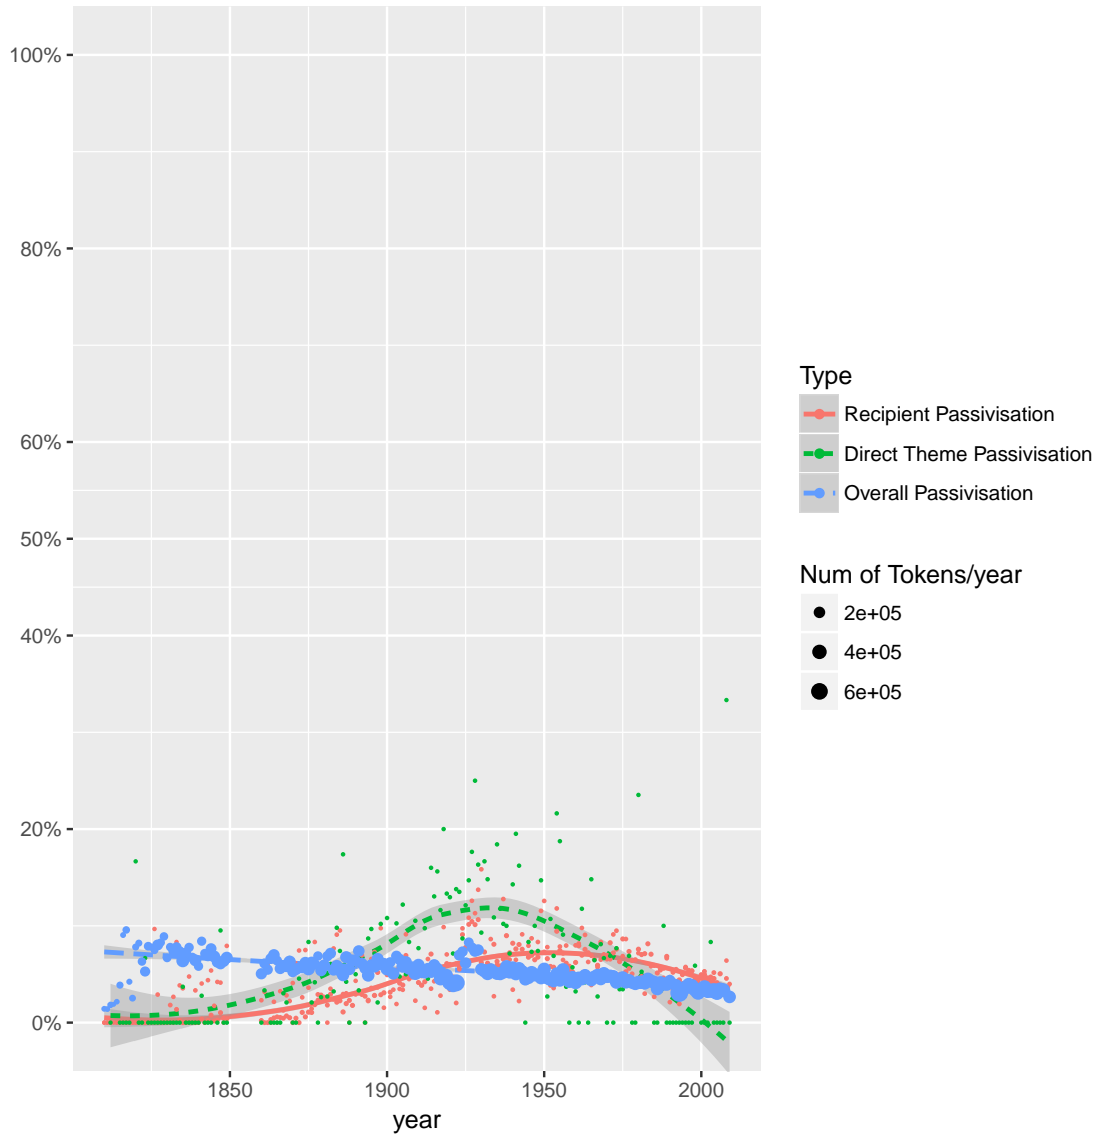 100%
80%
60%
50%
40%
20%
0%
1850
1900
1950
2000
year
Type
Recipient Passivisation
Direct Theme Passivisation
Overall Passivisation
Num of Tokens/year
2e+05
4e+05
6e+05